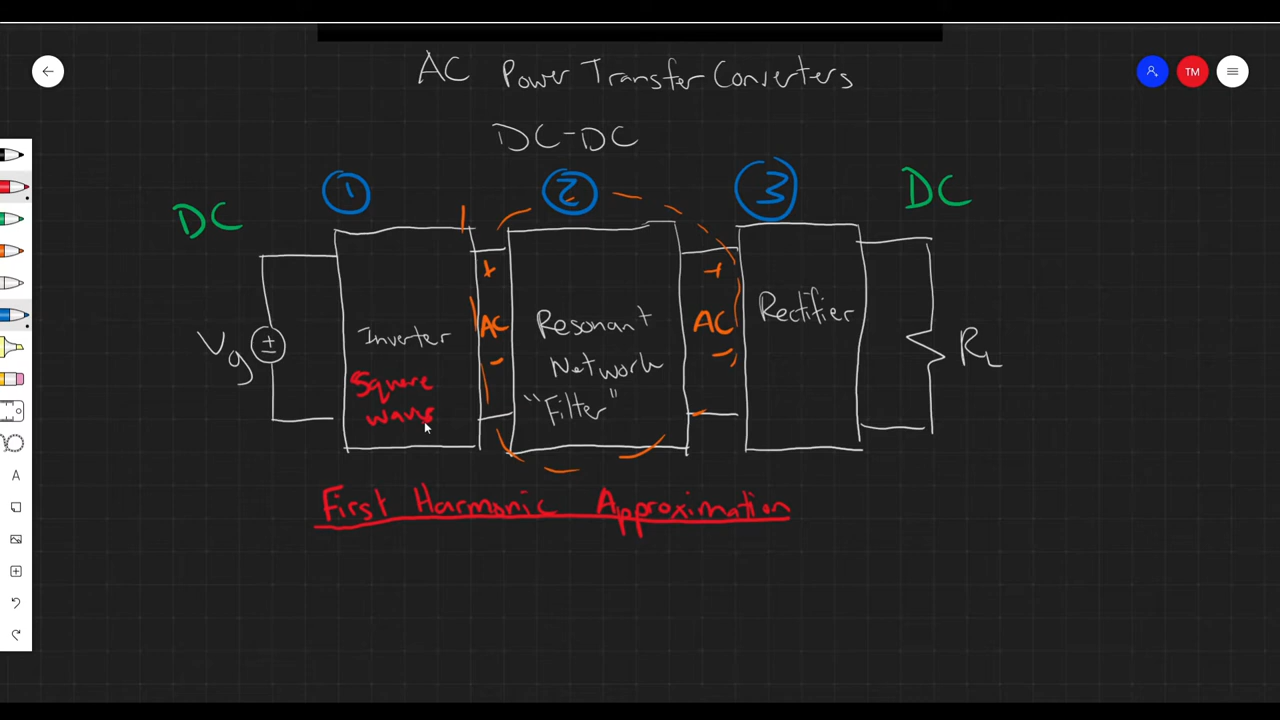 AC Power Transfer Converters
DC-DC
1
2
3
DC
DC
+
+
±
Vg
Inverter
Square
wave
AC
-
Resonant
Network
"Filter"
AC
-
Rectifier
RL
First Harmonic Approximation
TM
A